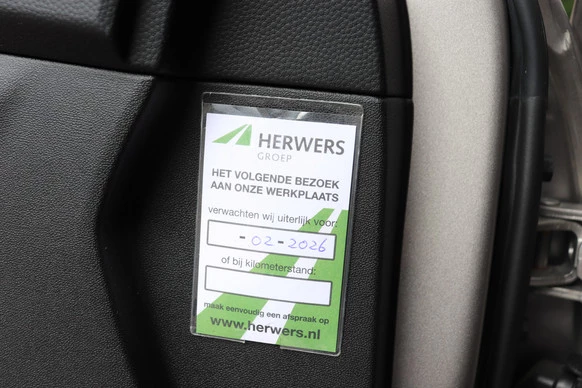 HERWERS
GROEP
HET VOLGENDE BEZOEK
AAN ONZE WERKPLAATS
verwachten wij uiterlijk voor:
- 02 - 2026
of bij kilometerstand:
maak eenvoudig een afspraak op
www.herwers.nl